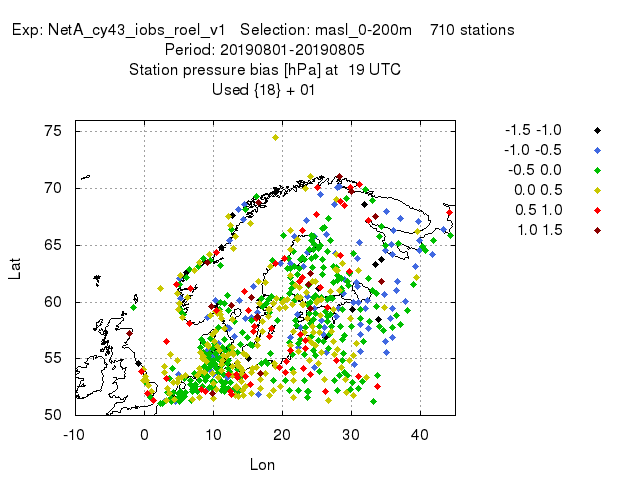 Exp: NetA_cy43_iobs_roel_v1 Selection: masl_0-200m 710 stations
Period: 20190801-20190805
Station pressure bias [hPa] at 19 UTC
Used {18} + 01
75
70
65
60
55
50
Lat
-10 0 10 20 30 40
Lon
-1.5 -1.0
-1.0 -0.5
-0.5 0.0
0.0 0.5
0.5 1.0
1.0 1.5